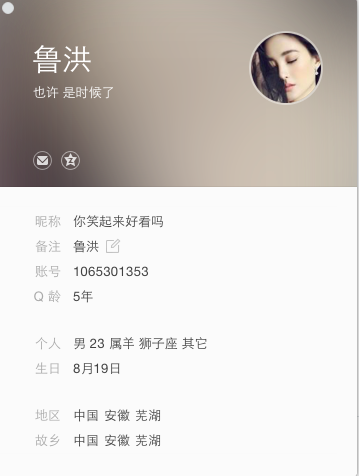 鲁洪
也许 是时候了
昵称 你笑起来好看吗
备注 鲁洪
账号 1065301353
Q 龄 5年
个人 男 23 属羊 狮子座 其它
生日 8月19日
地区 中国 安徽 芜湖
故乡 中国 安徽 芜湖